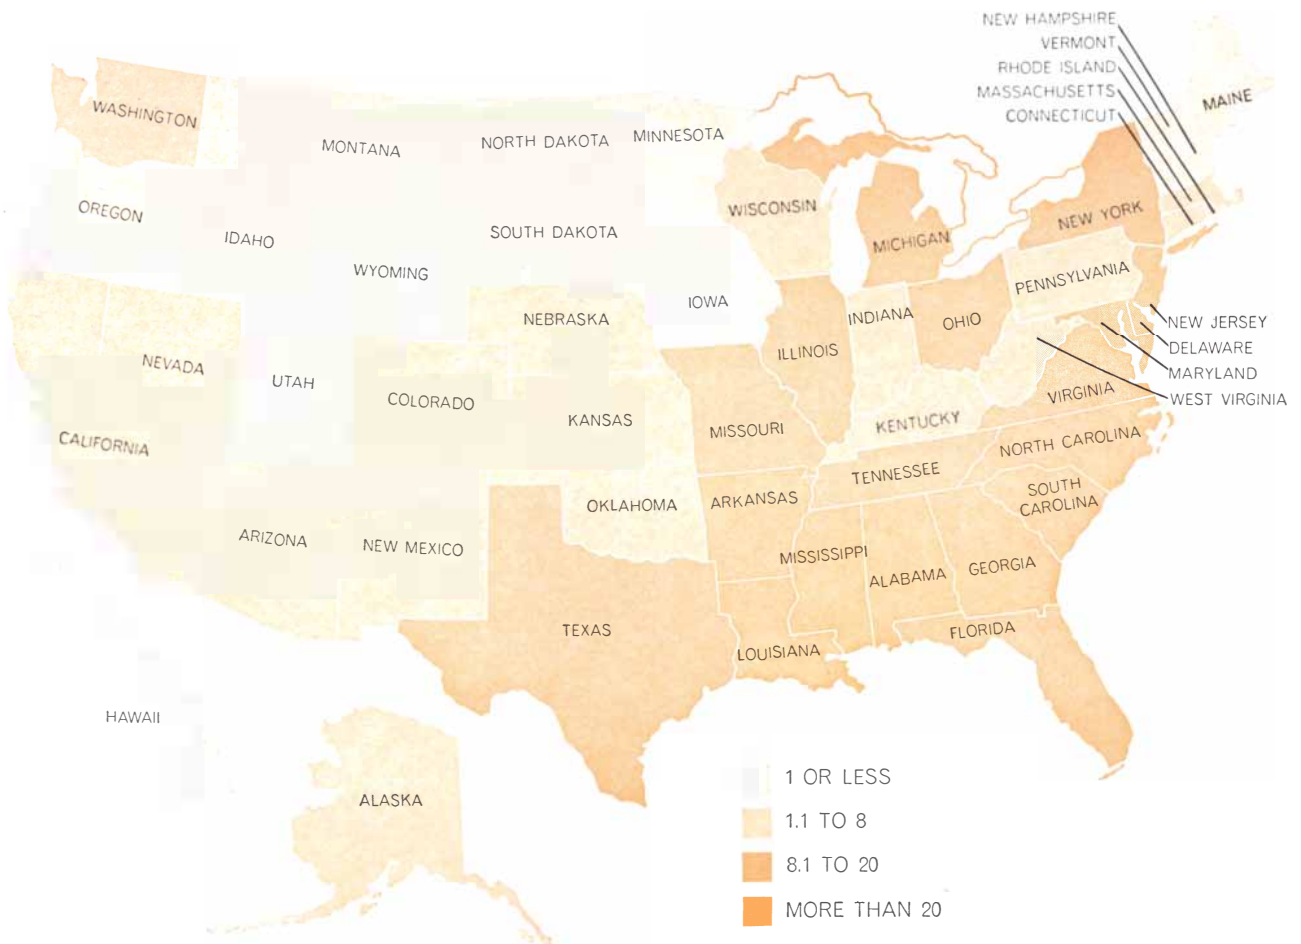 NEW HAMPSHIRE
VERMONT
RHODE ISLAND
MASSACHUSETTS
CONNECTICUT
MAINE
WASHINGTON
MONTANA
NORTH DAKOTA
MINNESOTA
OREGON
IDAHO
SOUTH DAKOTA
WISCONSIN
MICHIGAN
NEW YORK
WYOMING
IOWA
PENNSYLVANIA
NEBRASKA
INDIANA
OHIO
NEW JERSEY
DELAWARE
MARYLAND
WEST VIRGINIA
ILLINOIS
NEVADA
UTAH
COLORADO
KANSAS
MISSOURI
KENTUCKY
VIRGINIA
CALIFORNIA
NORTH CAROLINA
TENNESSEE
OKLAHOMA
ARKANSAS
SOUTH
CAROLINA
ARIZONA
NEW MEXICO
MISSISSIPPI
ALABAMA
GEORGIA
TEXAS
LOUISIANA
FLORIDA
HAWAII
ALASKA
1 OR LESS
1.1 TO 8
8.1 TO 20
MORE THAN 20